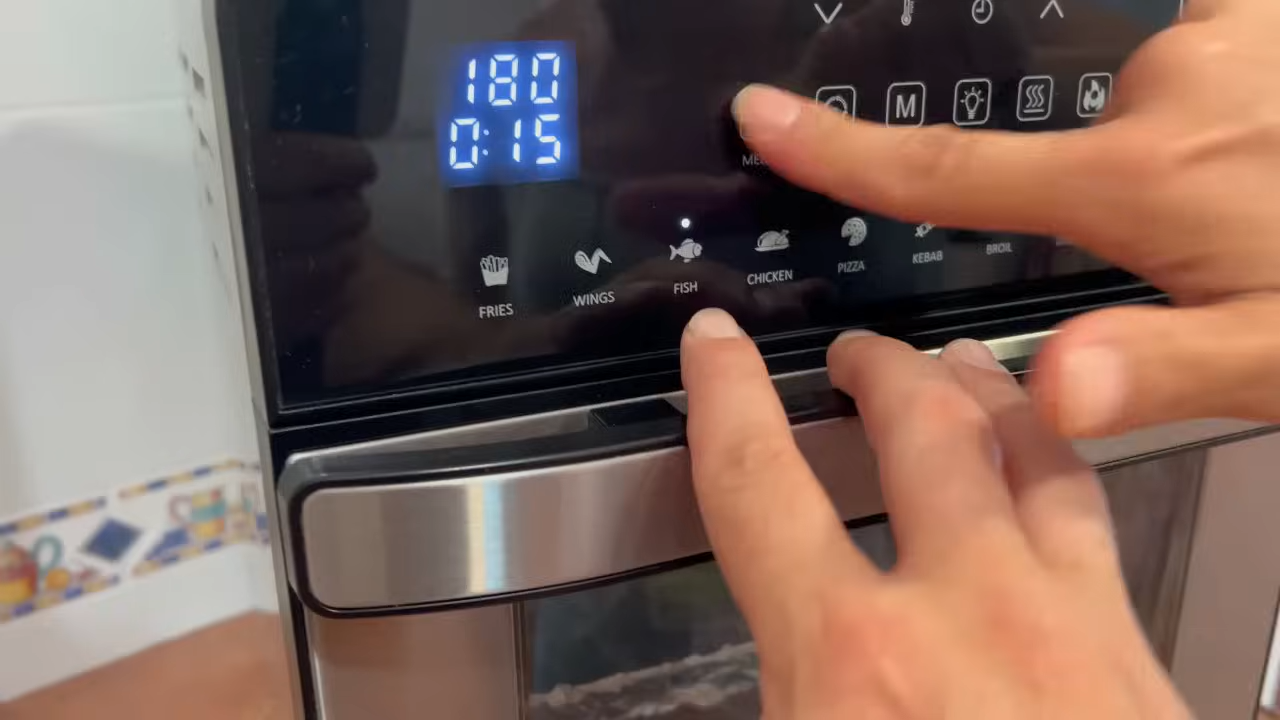 180
0:15
M
FRIES
WINGS
FISH
CHICKEN
PIZZA
KEBAB
BROIL